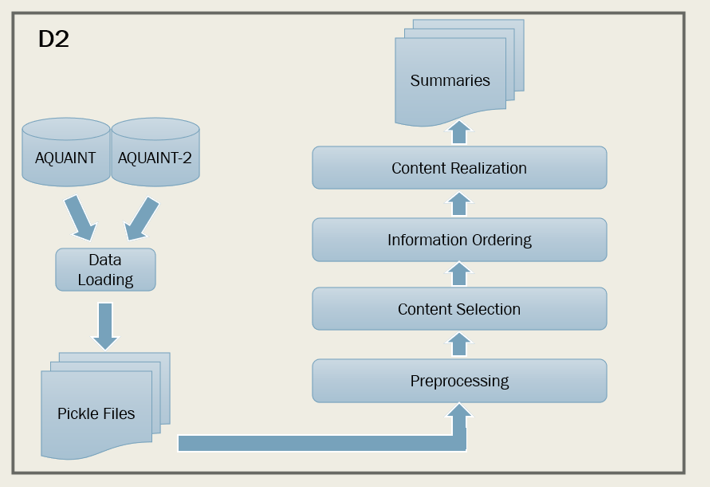 D2
AQUAINT
AQUAINT-2
Data
Loading
Pickle Files
Summaries
Content Realization
Information Ordering
Content Selection
Preprocessing